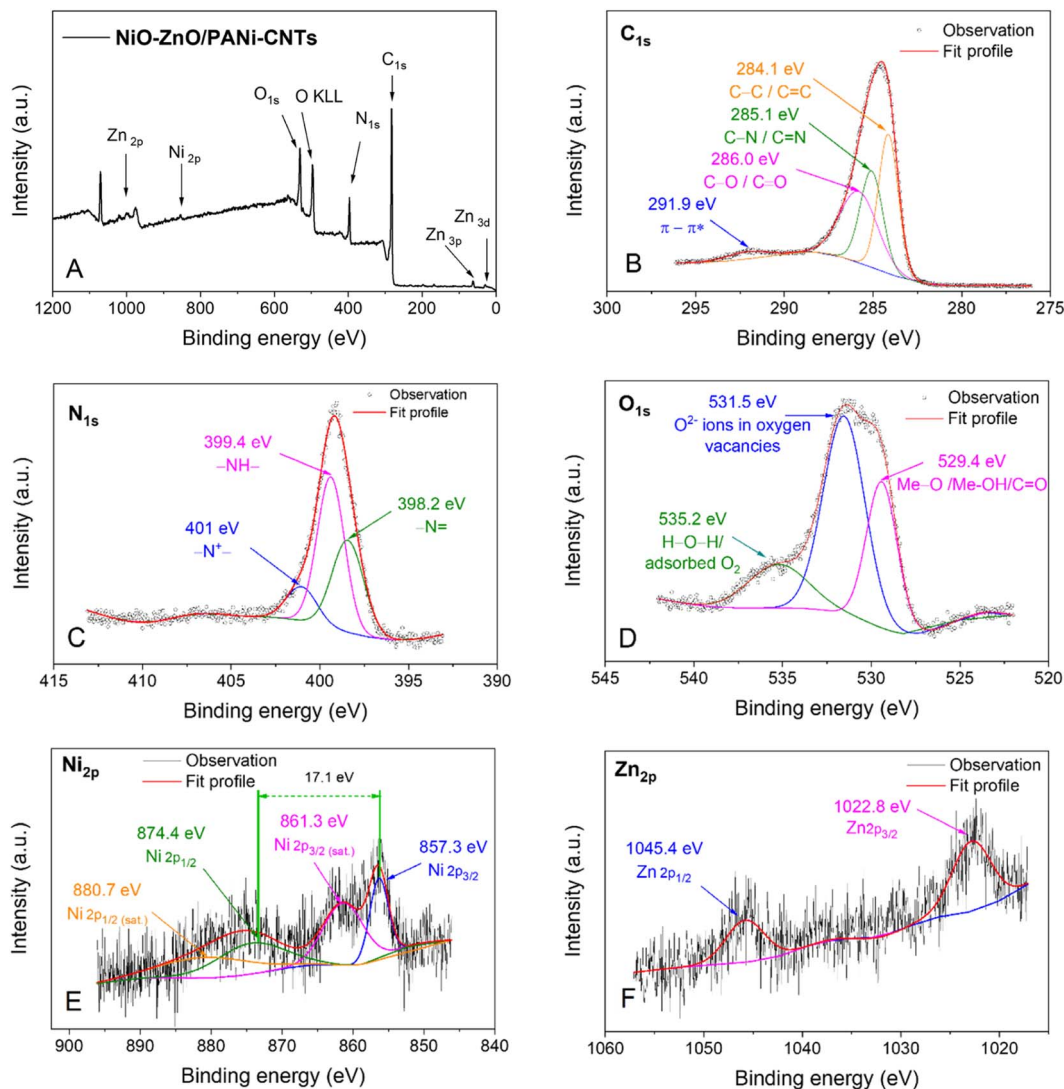 NiO-ZnO/PANi-CNTs
C1s
O1s
O KLL
N1s
Zn 2p
Ni 2p
Zn 3d
Zn 3p
A
Intensity (a.u.)
1200 1000 800 600 400 200 0
Binding energy (eV)
C1s
Observation
Fit profile
284.1 eV
C–C / C=C
285.1 eV
C–N / C=N
286.0 eV
C–O / C=O
291.9 eV
π – π*
B
Intensity (a.u.)
300 295 290 285 280 275
Binding energy (eV)
N1s
Observation
Fit profile
399.4 eV
–NH–
398.2 eV
–N=
401 eV
–N+–
C
Intensity (a.u.)
415 410 405 400 395 390
Binding energy (eV)
O1s
Observation
Fit profile
531.5 eV
O2- ions in oxygen
vacancies
529.4 eV
Me–O /Me-OH/C=O
535.2 eV
H–O–H/
adsorbed O2
D
Intensity (a.u.)
545 540 535 530 525 520
Binding energy (eV)
Ni2p
Observation
Fit profile
17.1 eV
874.4 eV
Ni 2p1/2
861.3 eV
Ni 2p3/2 (sat.)
857.3 eV
Ni 2p3/2
880.7 eV
Ni 2p1/2 (sat.)
E
Intensity (a.u.)
900 890 880 870 860 850 840
Binding energy (eV)
Zn2p
Observation
Fit profile
1022.8 eV
Zn2p3/2
1045.4 eV
Zn 2p1/2
F
Intensity (a.u.)
1060 1050 1040 1030 1020
Binding energy (eV)